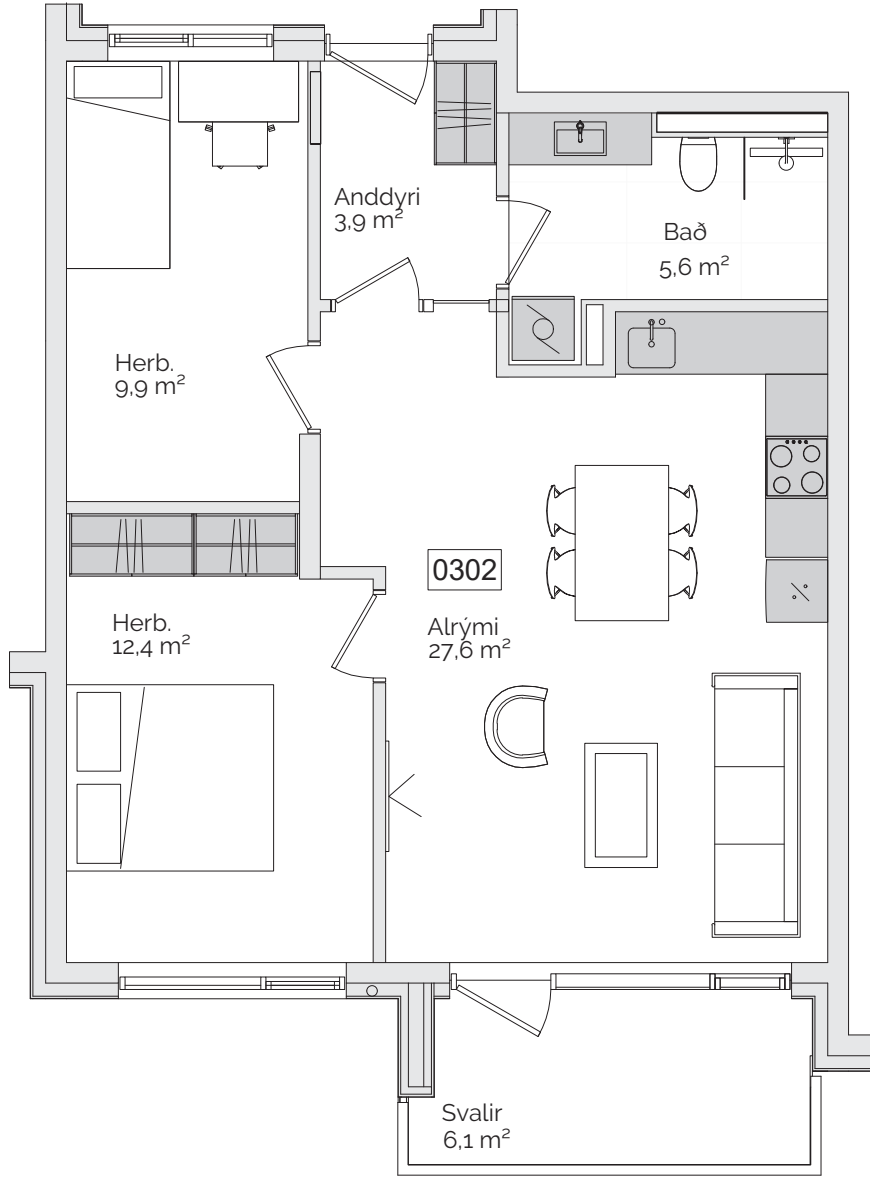 Anddyri
3,9 m²
Bað
5,6 m²
Herb.
9,9 m²
0302
Herb.
12,4 m²
Alrými
27,6 m²
Svalir
6,1 m²